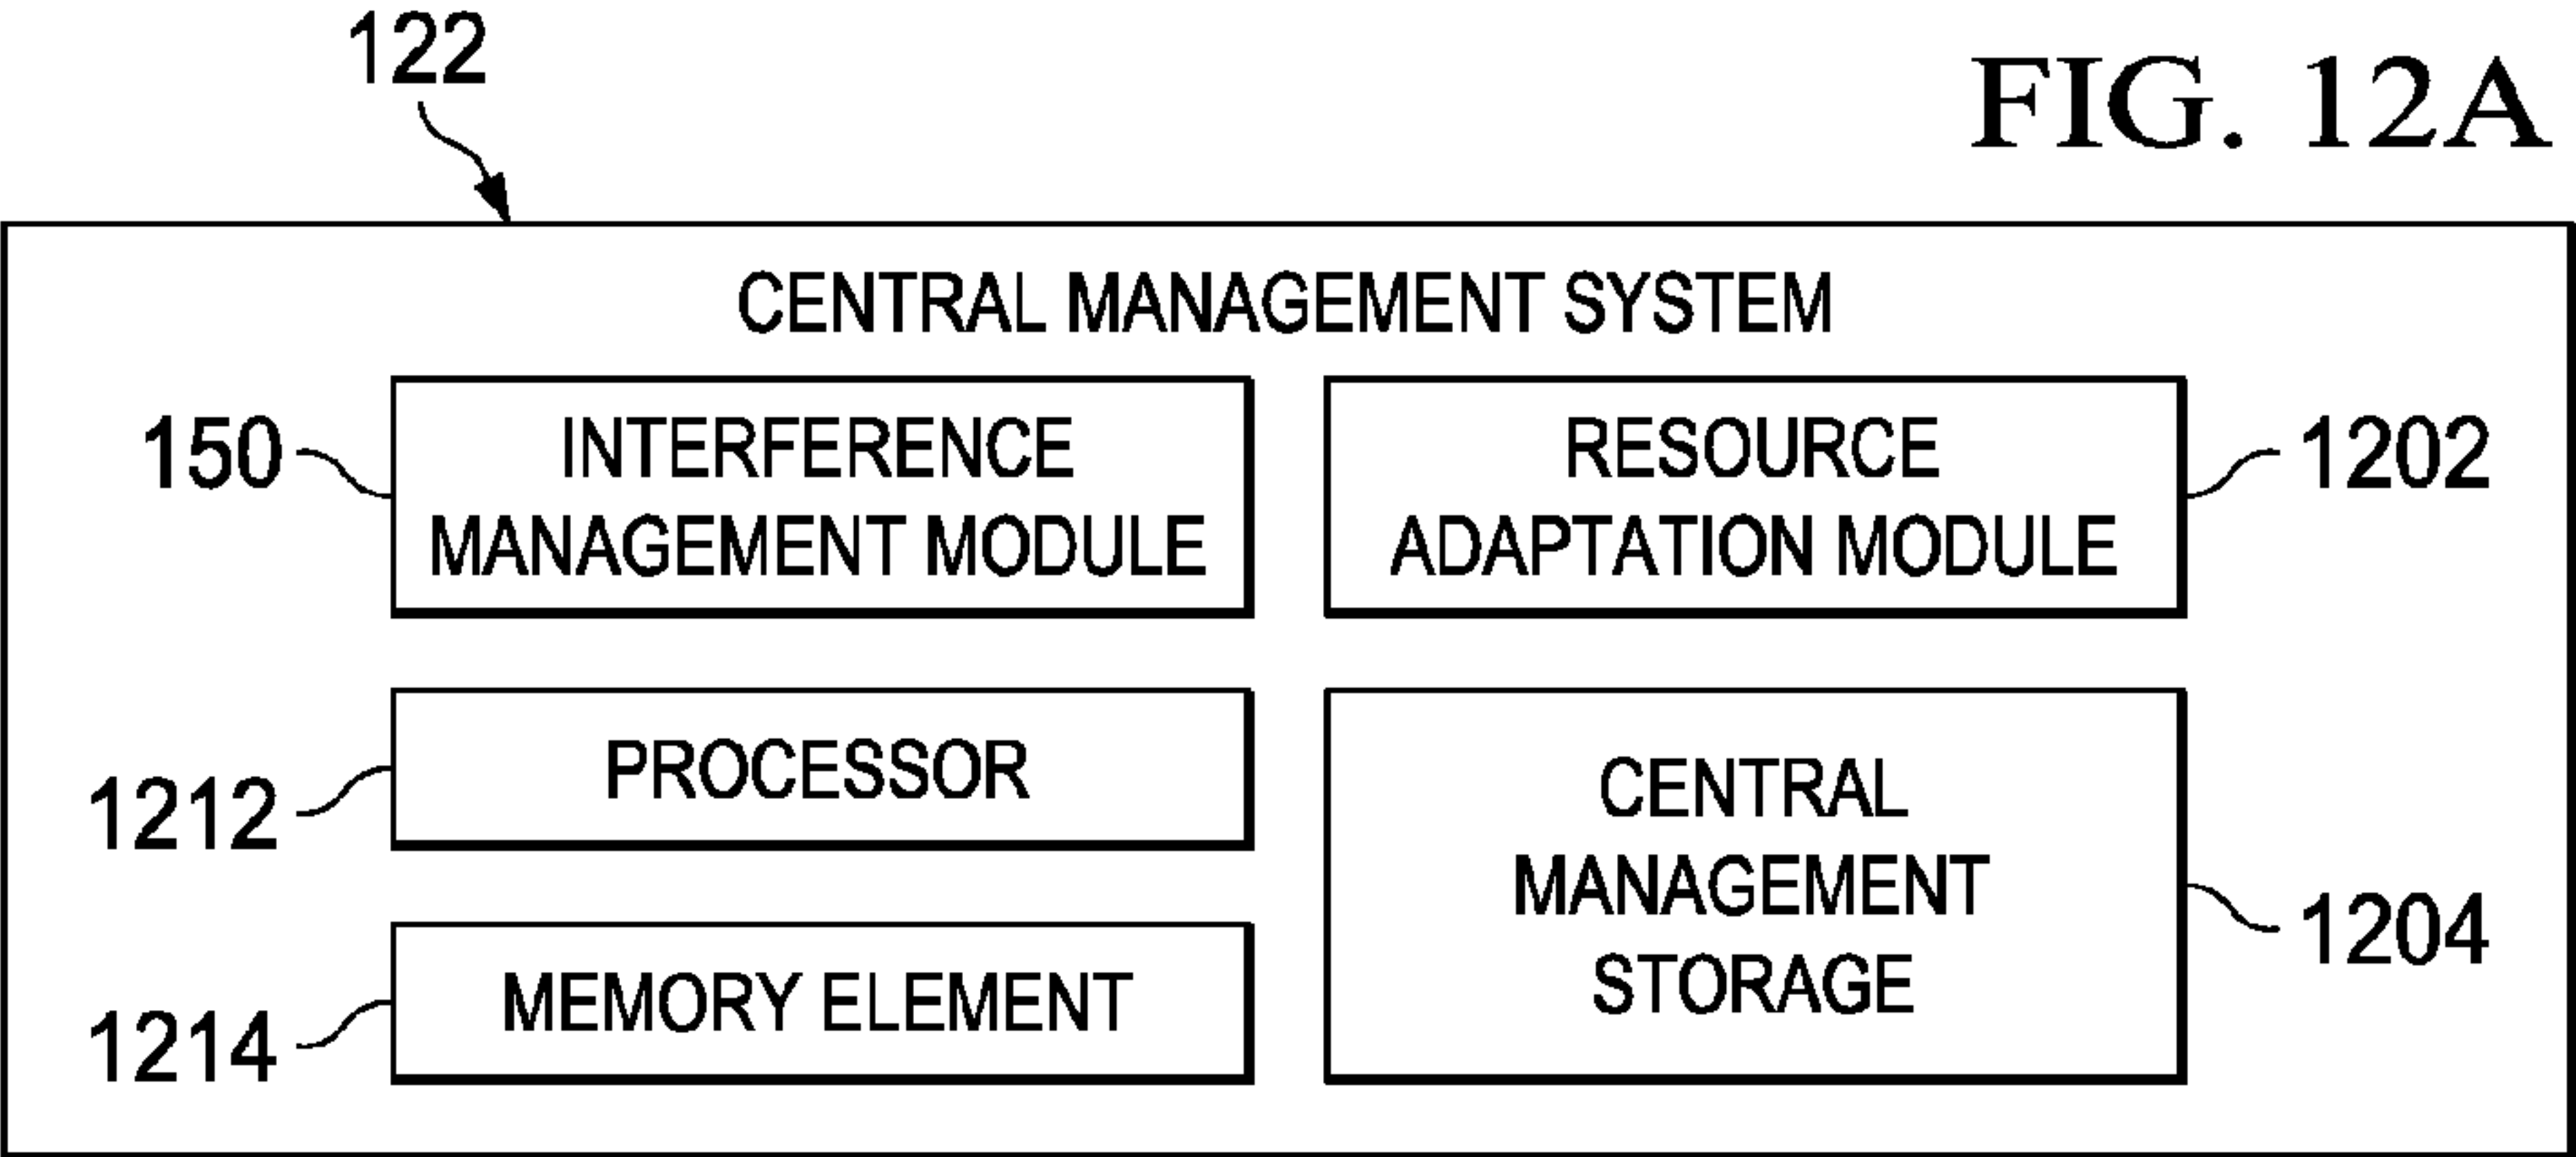 122
FIG. 12A
CENTRAL MANAGEMENT SYSTEM
150
INTERFERENCE
MANAGEMENT MODULE
RESOURCE
ADAPTATION MODULE
1202
1212
PROCESSOR
CENTRAL
MANAGEMENT
STORAGE
1204
1214
MEMORY ELEMENT